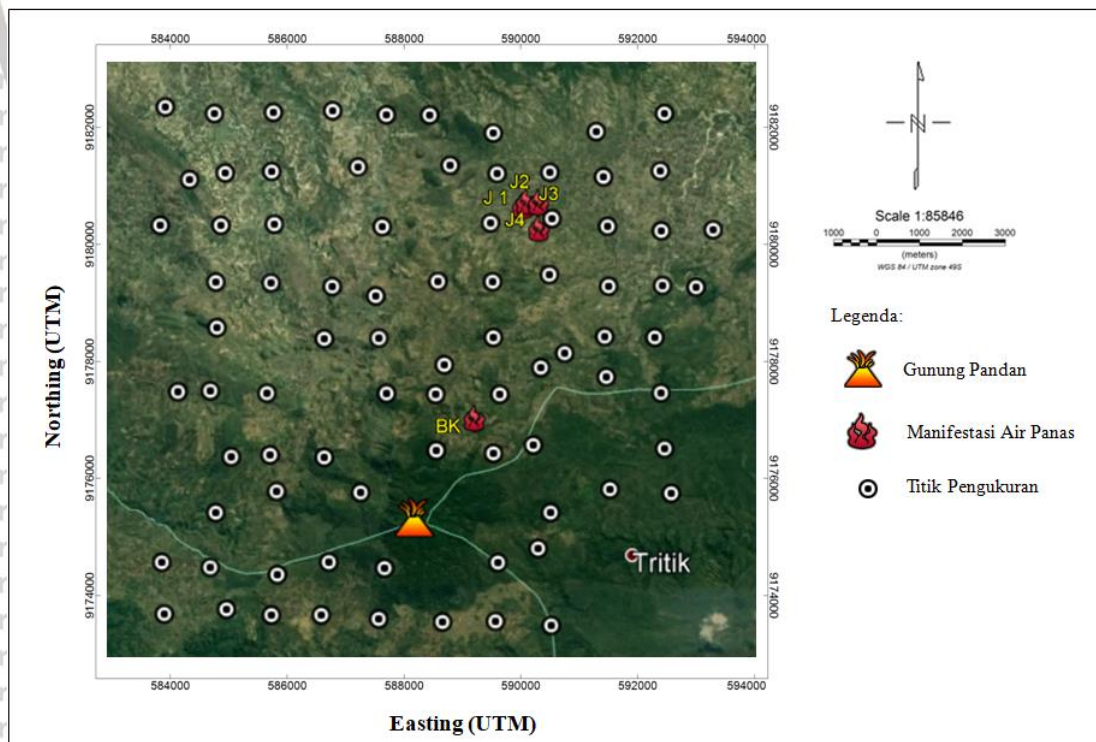 584000 586000 588000 590000 592000 594000
9182000
9180000
9178000
9176000
9174000
Northing (UTM)
J2
J 1
J3
J4
BK
Tritik
9182000
9180000
9178000
9176000
9174000
584000 586000 588000 590000 592000 594000
Easting (UTM)
N
Scale 1:85846
1000 0 1000 2000 3000
(meters)
WGS 84 / UTM zone 49S
Legenda:
Gunung Pandan
Manifestasi Air Panas
Titik Pengukuran